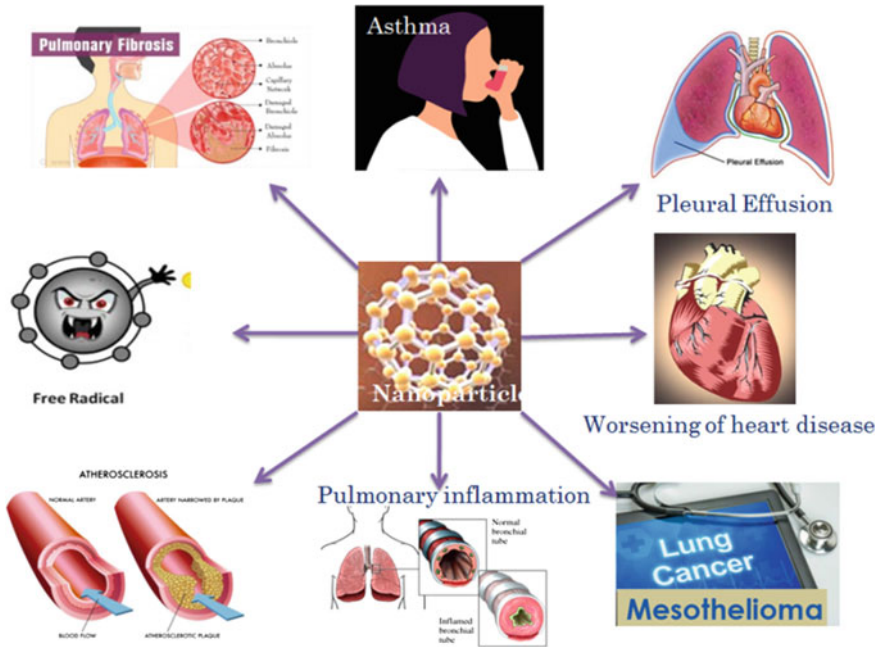 Pulmonary Fibrosis
Bronchiole
Alveolus
Capillary
Network
Damaged
Bronchiole
Damaged
Alveolus
Fibrosis
Asthma
Pleural Effusion
Pleural Effusion
Free Radical
Nanoparticle
Worsening of heart disease
ATHEROSCLEROSIS
NORMAL ARTERY
ARTERY NARROWED BY PLAQUE
BLOOD FLOW
ATHEROSCLEROTIC PLAQUE
Pulmonary inflammation
Normal
bronchial
tube
Inflamed
bronchial
tube
Lung
Cancer
Mesothelioma